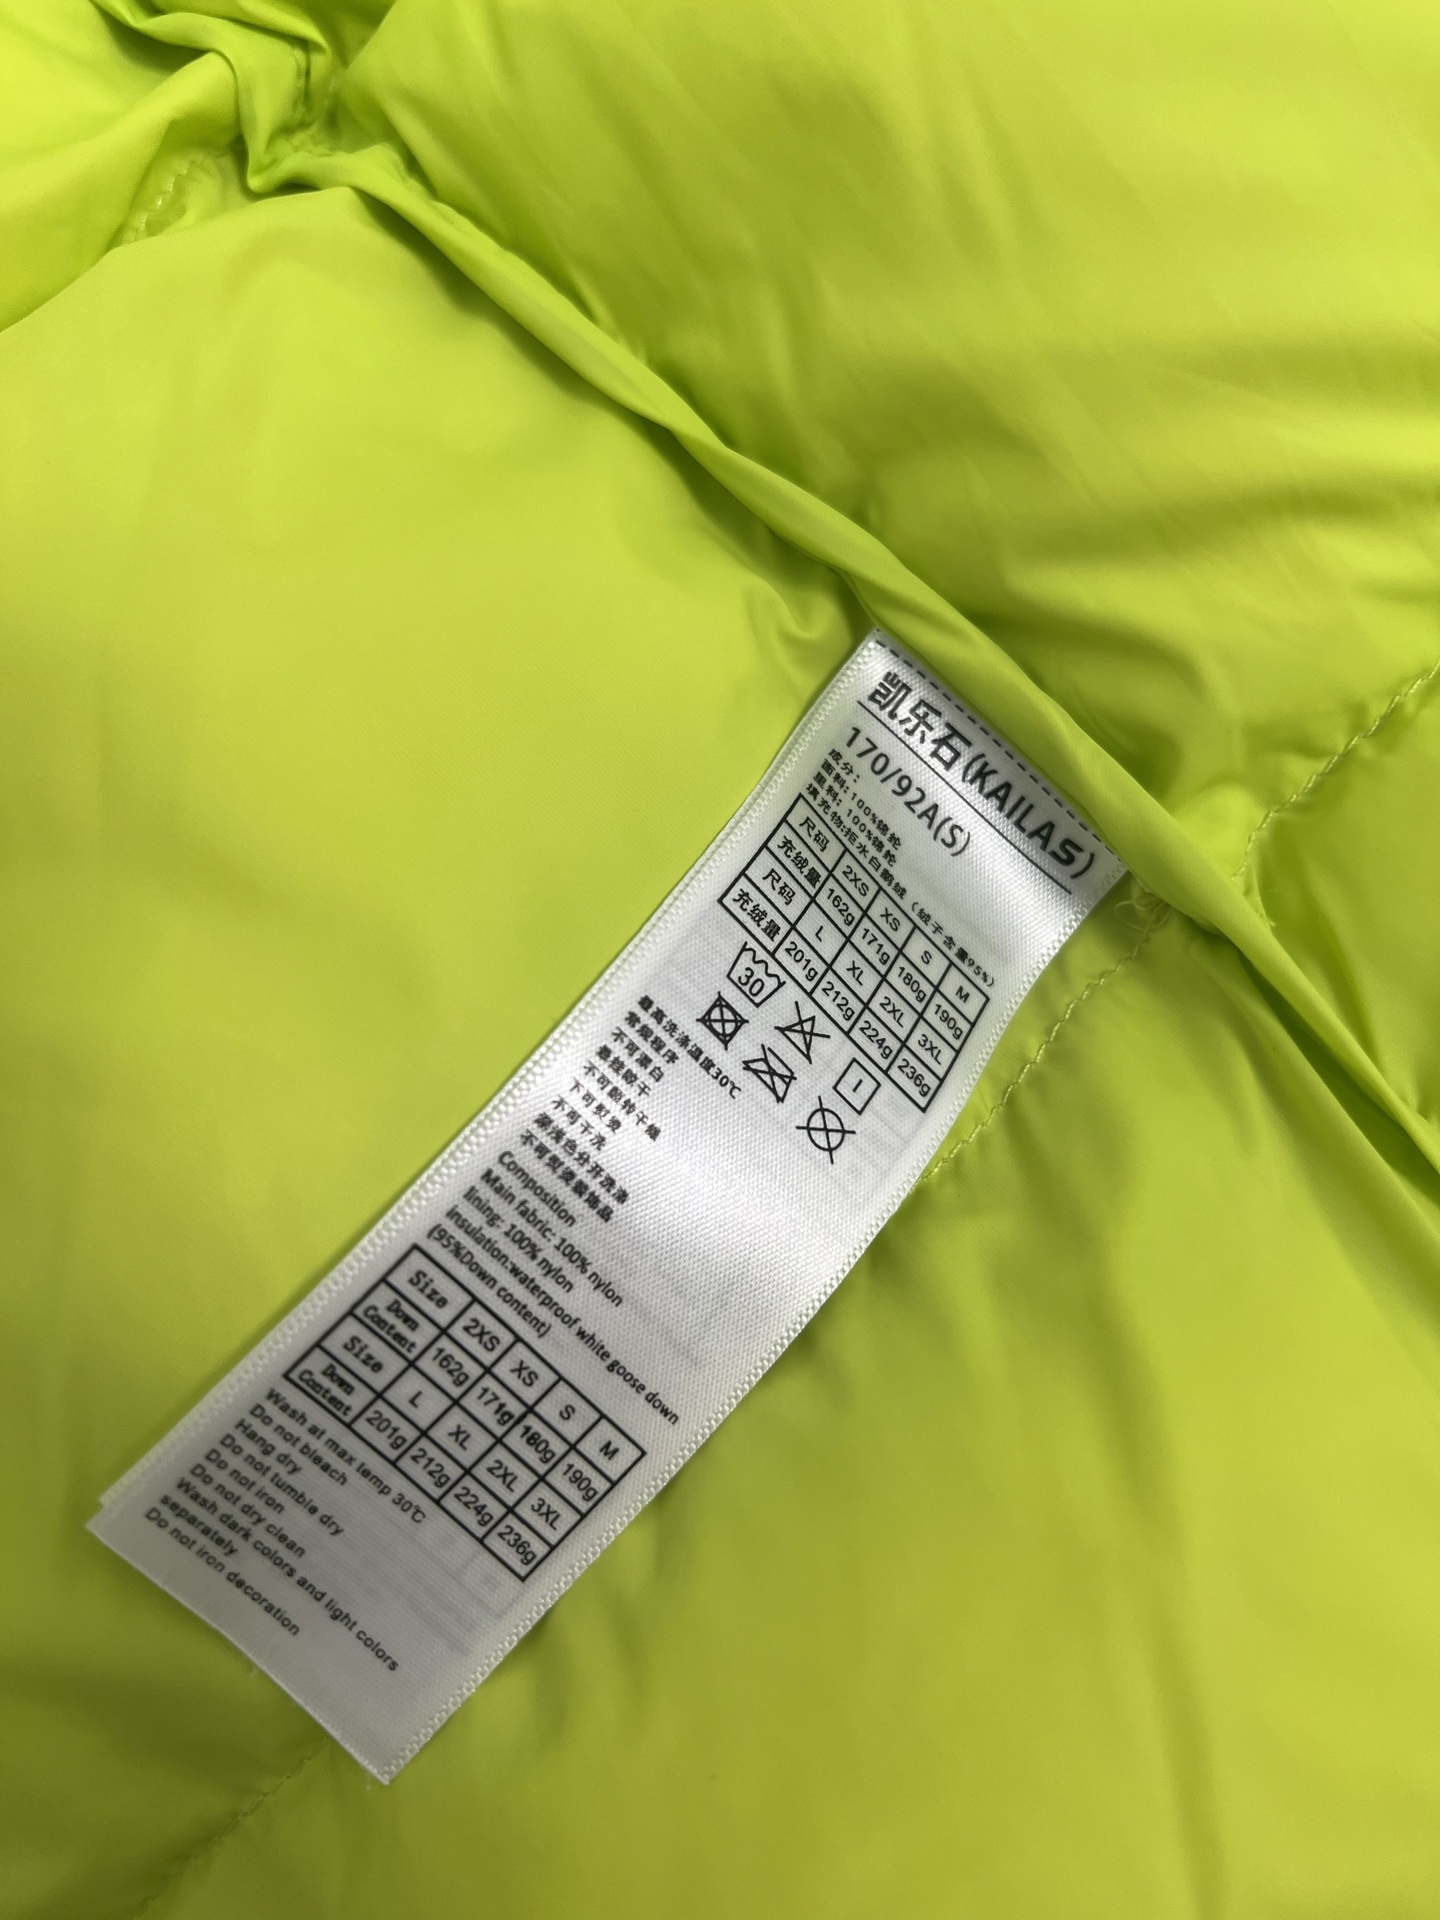 凯乐石(KAILAS)
170/92A(S)
成分:
面料:100%锦纶
里料:100%锦纶
填充物:拒水白鹅绒(绒子含量95%)
尺码 2XS XS S M
充绒量 162g 171g 180g 190g
尺码 L XL 2XL 3XL
充绒量 201g 212g 224g 236g
30
I
最高洗涤温度30℃
常规程序
不可漂白
悬挂晾干
不可翻转干燥
不可熨烫
不可干洗
深浅色分开洗涤
不可熨烫装饰品
Composition
Main fabric: 100% nylon
lining: 100% nylon
insulation:waterproof white goose down
(95%Down content)
Size 2XS XS S M
Down Content 162g 171g 180g 190g
Size L XL 2XL 3XL
Down Content 201g 212g 224g 236g
Wash at max temp 30℃
Do not bleach
Hang dry
Do not tumble dry
Do not iron
Do not dry clean
Wash dark colors and light colors
separately
Do not iron decoration